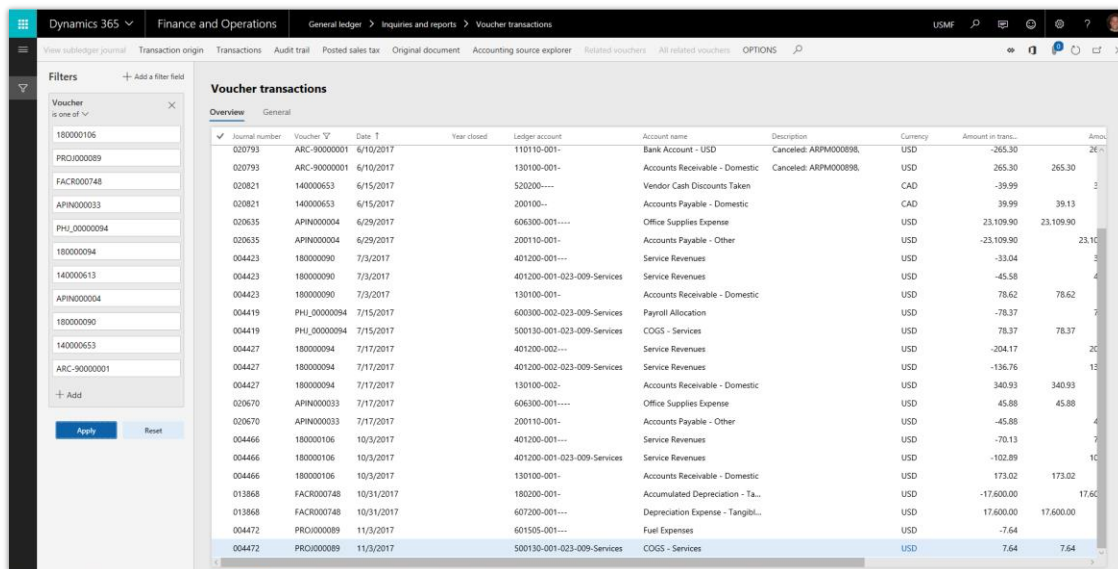 Dynamics 365 Finance and Operations General ledger > Inquiries and reports > Voucher transactions USMF ?
View subledger journal Transaction origin Transactions Audit trail Posted sales tax Original document Accounting source explorer Related vouchers All related vouchers OPTIONS 0
Filters + Add a filter field
Voucher
is one of
180000106
PROJ000089
FACR000748
APIN000033
PHJ_00000094
180000094
140000613
APIN000004
180000090
140000653
ARC-90000001
+ Add
Apply Reset
Voucher transactions
Overview General
Journal number Voucher Date Year closed Ledger account Account name Description Currency Amount in trans... Amou
020793 ARC-90000001 6/10/2017 110110-001- Bank Account - USD Canceled: ARPM000898, USD -265.30 26
020793 ARC-90000001 6/10/2017 130100-001- Accounts Receivable - Domestic Canceled: ARPM000898, USD 265.30 265.30
020821 140000653 6/15/2017 520200---- Vendor Cash Discounts Taken CAD -39.99 3
020821 140000653 6/15/2017 200100-- Accounts Payable - Domestic CAD 39.99 39.13
020635 APIN000004 6/29/2017 606300-001---- Office Supplies Expense USD 23,109.90 23,109.90
020635 APIN000004 6/29/2017 200110-001- Accounts Payable - Other USD -23,109.90 23,10
004423 180000090 7/3/2017 401200-001--- Service Revenues USD -33.04 3
004423 180000090 7/3/2017 401200-001-023-009-Services Service Revenues USD -45.58 4
004423 180000090 7/3/2017 130100-001- Accounts Receivable - Domestic USD 78.62 78.62
004419 PHJ_00000094 7/15/2017 600300-002-023-009-Services Payroll Allocation USD -78.37 7
004419 PHJ_00000094 7/15/2017 500130-001-023-009-Services COGS - Services USD 78.37 78.37
004427 180000094 7/17/2017 401200-002--- Service Revenues USD -204.17 20
004427 180000094 7/17/2017 401200-002-023-009-Services Service Revenues USD -136.76 13
004427 180000094 7/17/2017 130100-002- Accounts Receivable - Domestic USD 340.93 340.93
020670 APIN000033 7/17/2017 606300-001---- Office Supplies Expense USD 45.88 45.88
020670 APIN000033 7/17/2017 200110-001- Accounts Payable - Other USD -45.88 4
004466 180000106 10/3/2017 401200-001--- Service Revenues USD -70.13 7
004466 180000106 10/3/2017 401200-001-023-009-Services Service Revenues USD -102.89 10
004466 180000106 10/3/2017 130100-001- Accounts Receivable - Domestic USD 173.02 173.02
013868 FACR000748 10/31/2017 180200-001- Accumulated Depreciation - Ta... USD -17,600.00 17,60
013868 FACR000748 10/31/2017 607200-001--- Depreciation Expense - Tangibl... USD 17,600.00 17,600.00
004472 PROJ000089 11/3/2017 601505-001--- Fuel Expenses USD -7.64
004472 PROJ000089 11/3/2017 500130-001-023-009-Services COGS - Services USD 7.64 7.64